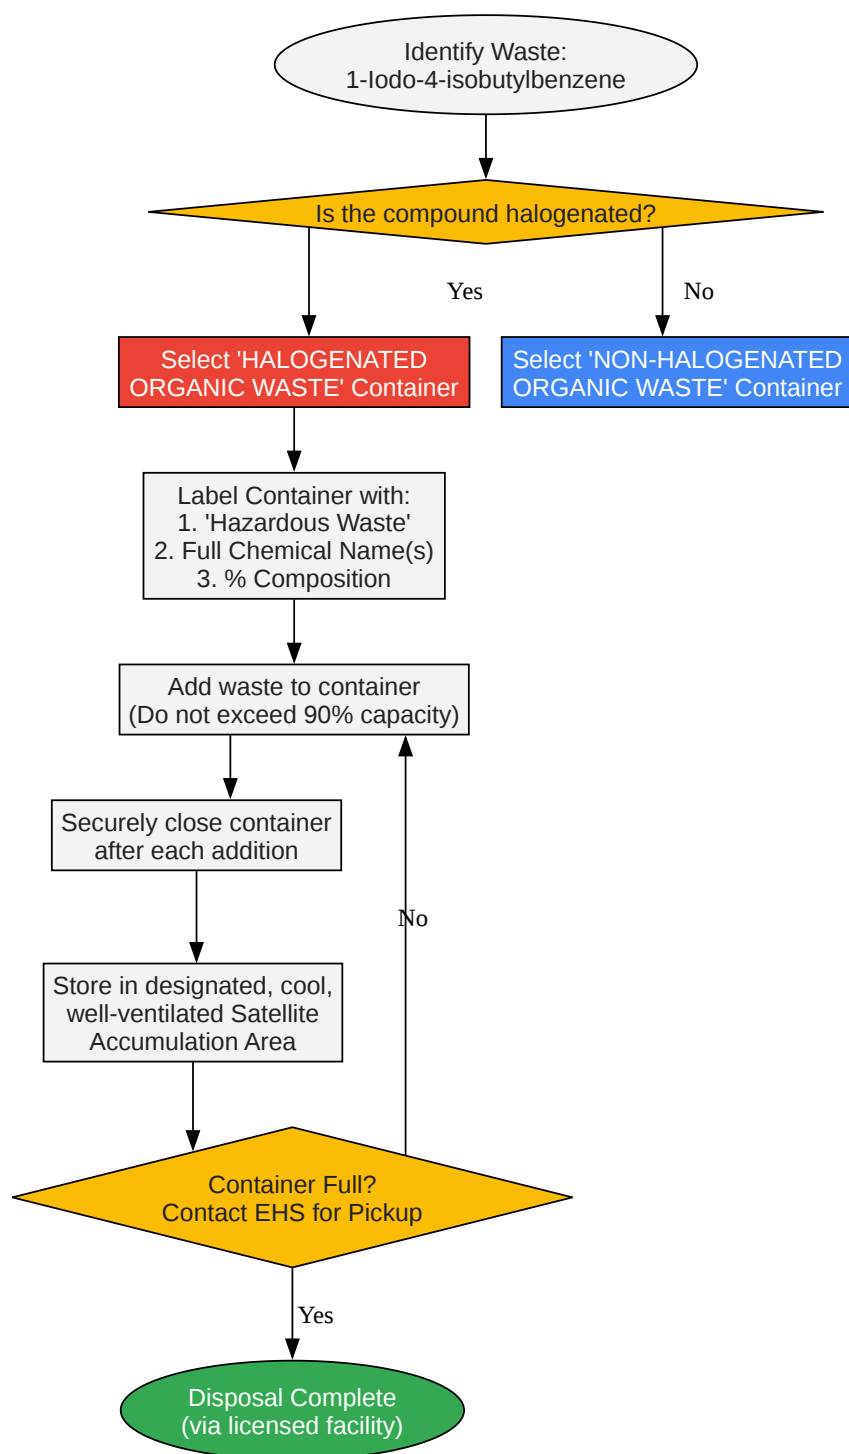 Identify Waste:
1-Iodo-4-isobutylbenzene
Is the compound halogenated?
Yes
No
Select 'HALOGENATED
ORGANIC WASTE' Container
Select 'NON-HALOGENATED
ORGANIC WASTE' Container
Label Container with:
1. 'Hazardous Waste'
2. Full Chemical Name(s)
3. % Composition
Add waste to container
(Do not exceed 90% capacity)
Securely close container
after each addition
No
Store in designated, cool,
well-ventilated Satellite
Accumulation Area
Container Full?
Contact EHS for Pickup
Yes
Disposal Complete
(via licensed facility)